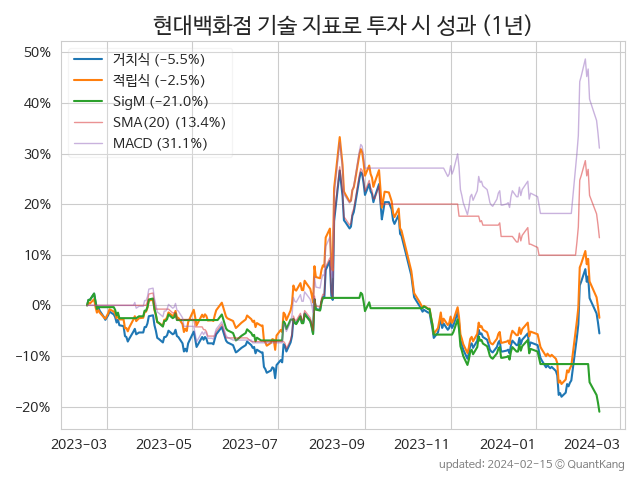 현대백화점 기술 지표로 투자 시 성과 (1년)
50%
40%
30%
20%
10%
0%
−10%
−20%
거치식 (−5.5%)
적립식 (−2.5%)
SigM (−21.0%)
SMA(20) (13.4%)
MACD (31.1%)
2023-03 2023-05 2023-07 2023-09 2023-11 2024-01 2024-03
updated: 2024-02-15 ⓒ QuantKang